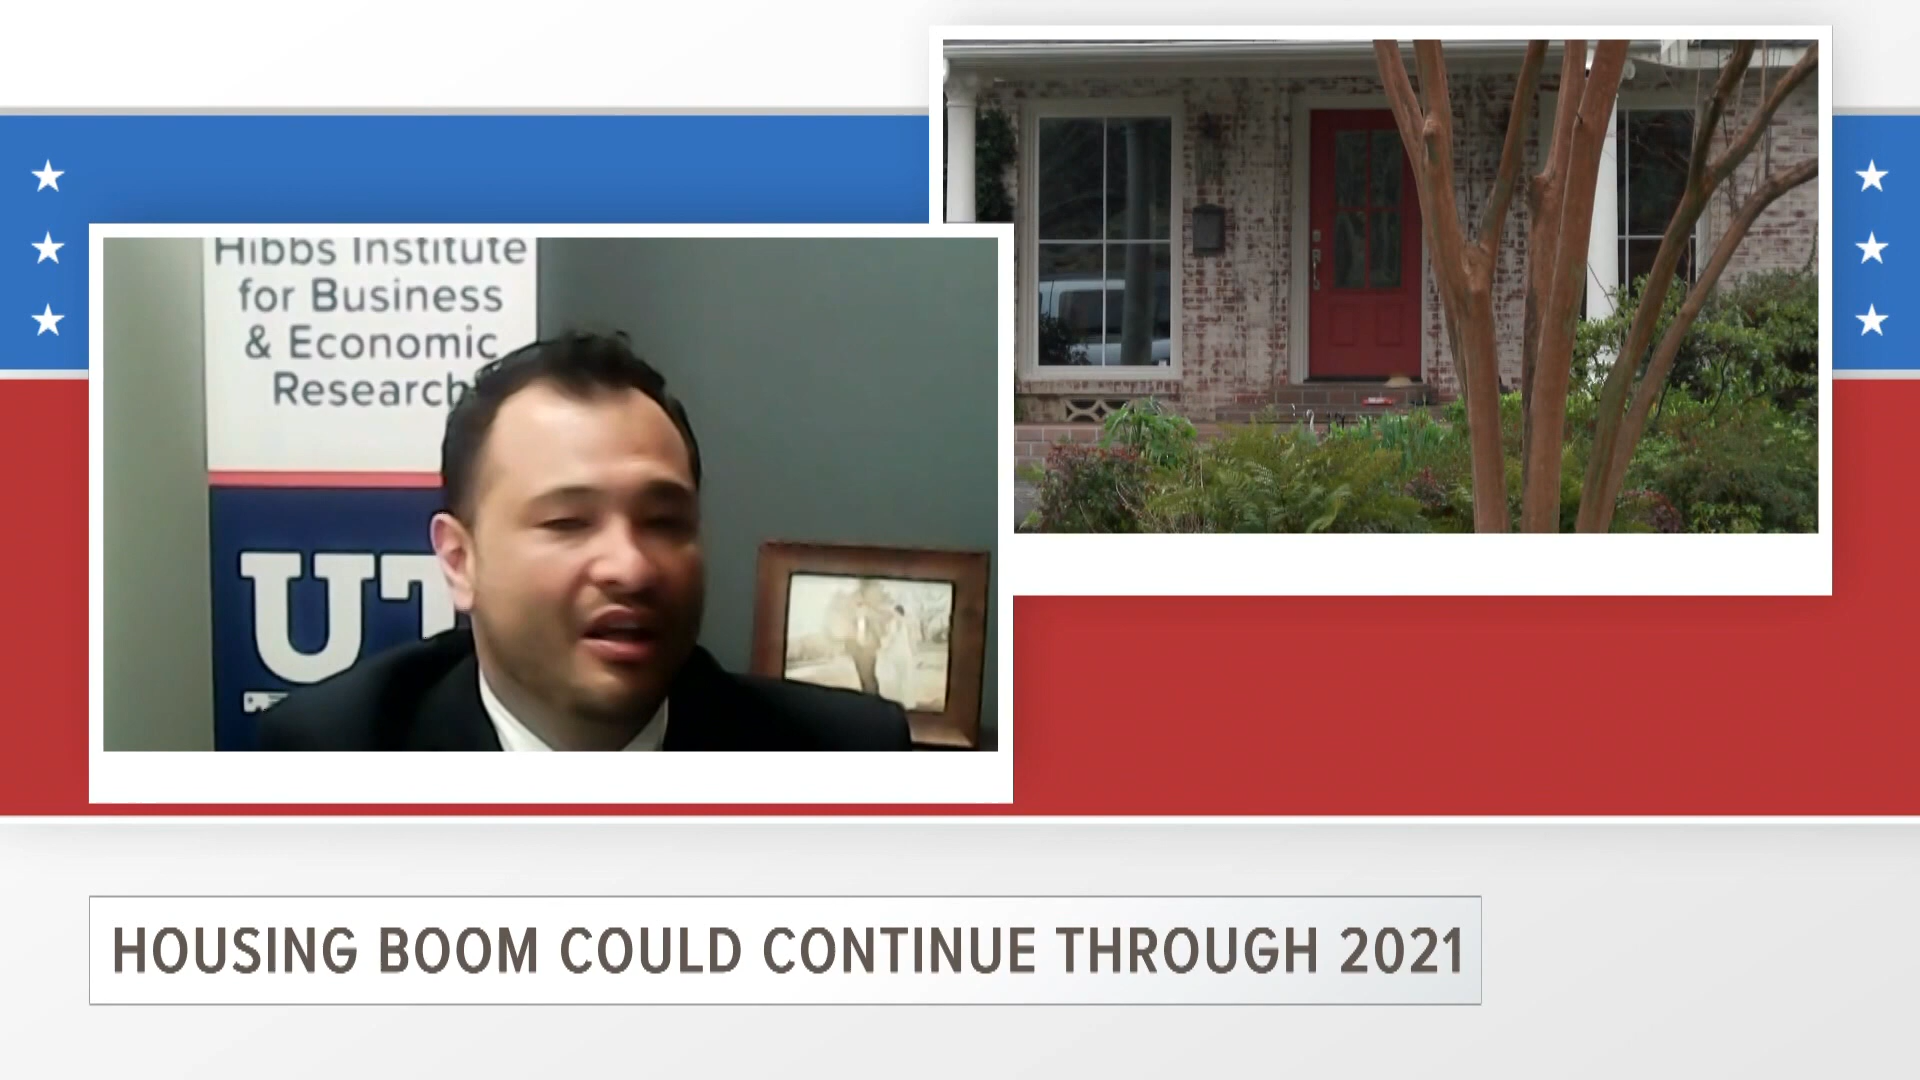 Hibbs Institute
for Business
& Economic
Research
UT
HOUSING BOOM COULD CONTINUE THROUGH 2021